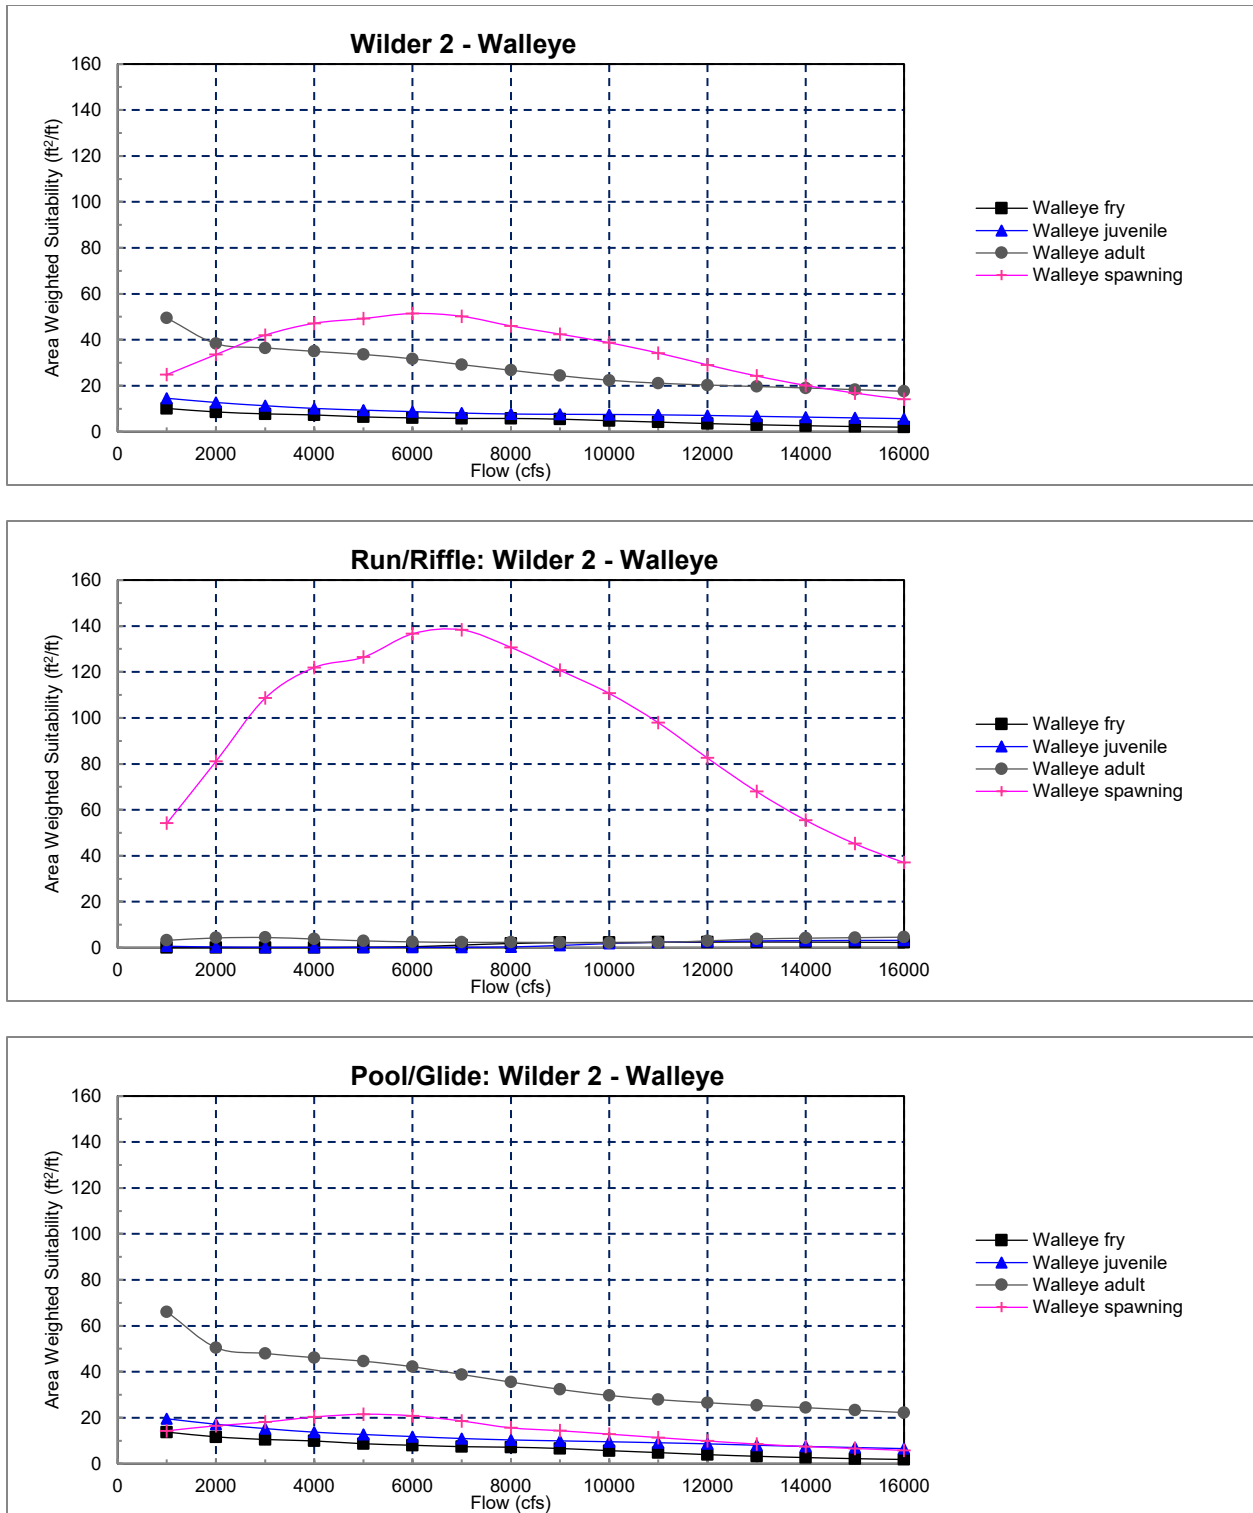 Wilder 2 - Walleye
Area Weighted Suitability (ft²/ft)
160
140
120
100
80
60
40
20
0
0 2000 4000 6000 8000 10000 12000 14000 16000
Flow (cfs)
Walleye fry
Walleye juvenile
Walleye adult
Walleye spawning
Run/Riffle: Wilder 2 - Walleye
Area Weighted Suitability (ft²/ft)
160
140
120
100
80
60
40
20
0
0 2000 4000 6000 8000 10000 12000 14000 16000
Flow (cfs)
Walleye fry
Walleye juvenile
Walleye adult
Walleye spawning
Pool/Glide: Wilder 2 - Walleye
Area Weighted Suitability (ft²/ft)
160
140
120
100
80
60
40
20
0
0 2000 4000 6000 8000 10000 12000 14000 16000
Flow (cfs)
Walleye fry
Walleye juvenile
Walleye adult
Walleye spawning